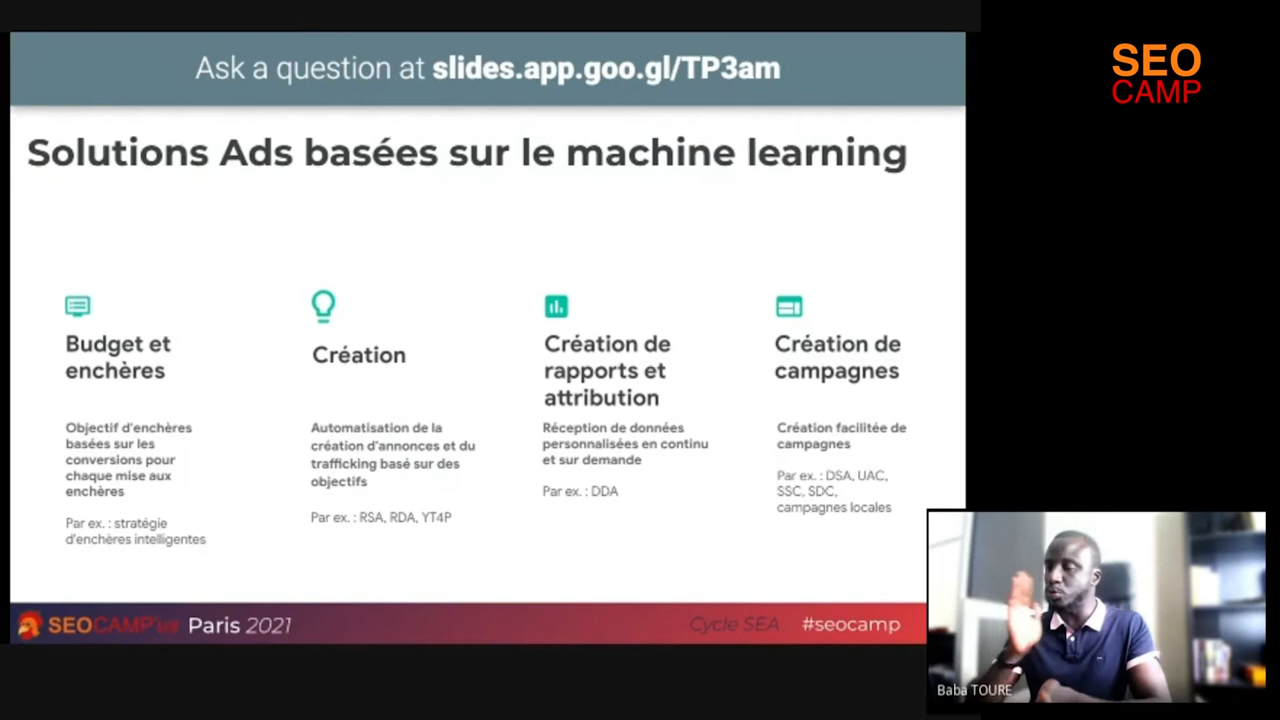 Ask a question at slides.app.goo.gl/TP3am
SEO
CAMP
Solutions Ads basées sur le machine learning
Budget et
enchères
Objectif d'enchères
basées sur les
conversions pour
chaque mise aux
enchères
Par ex. : stratégie
d'enchères intelligentes
Création
Automatisation de la
création d'annonces et du
trafficking basé sur des
objectifs
Par ex. : RSA, RDA, YT4P
Création de
rapports et
attribution
Réception de données
personnalisées en continu
et sur demande
Par ex. : DDA
Création de
campagnes
Création facilitée de
campagnes
Par ex. : DSA, UAC,
SSC, SDC,
campagnes locales
SEOCAMP'us Paris 2021
Cycle SEA #seocamp
Baba TOURE